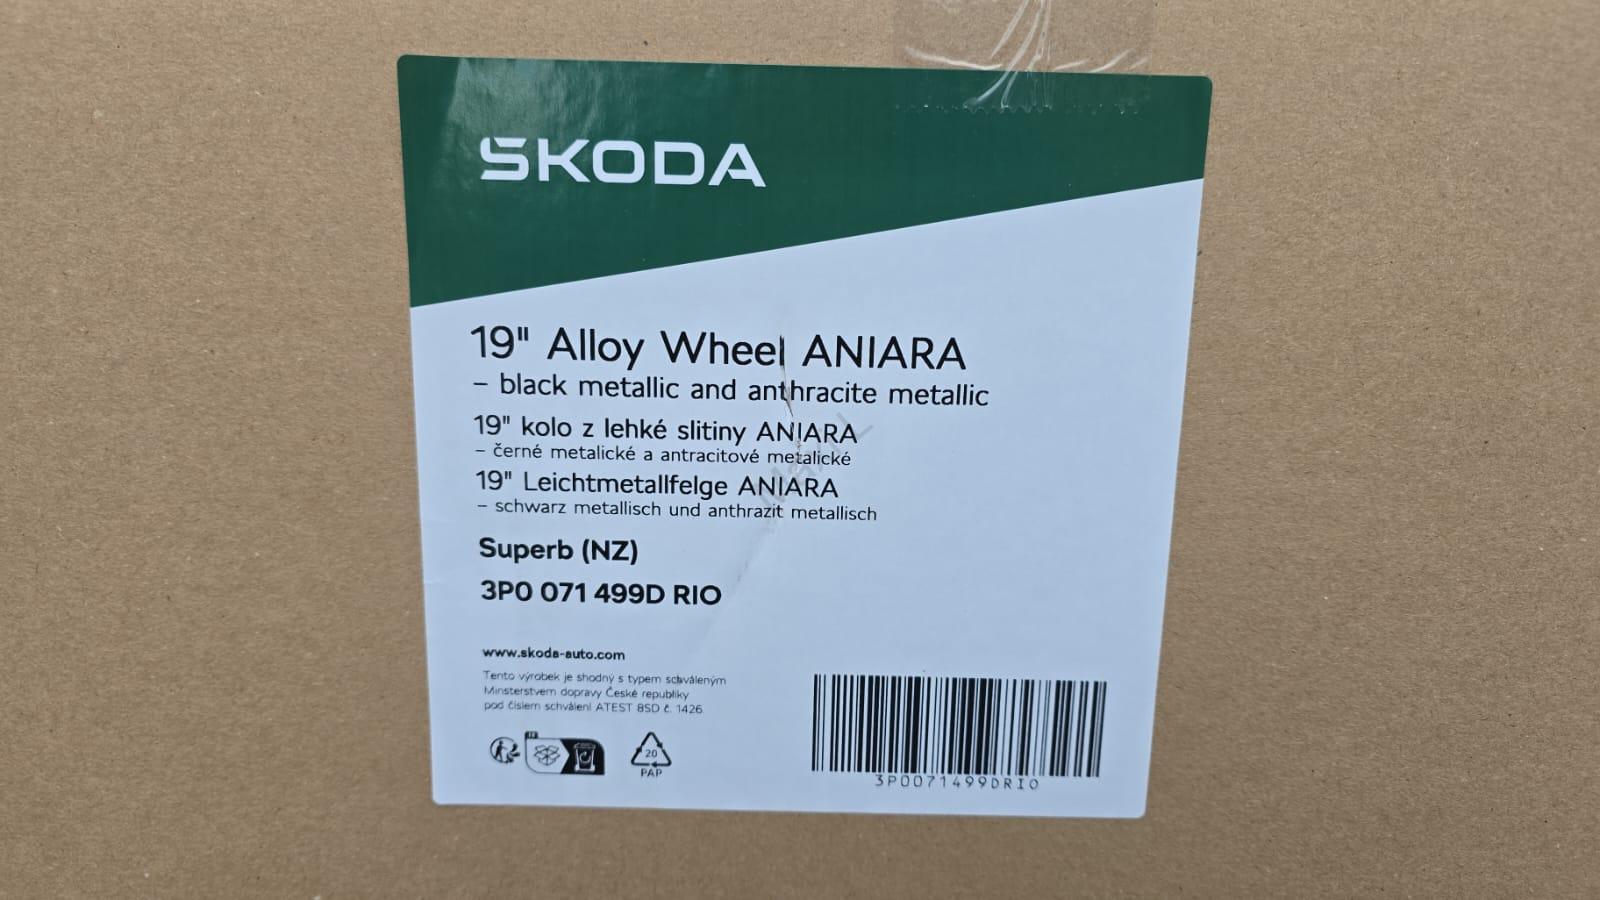 SKODA
19" Alloy Wheel ANIARA
– black metallic and anthracite metallic
19" kolo z lehké slitiny ANIARA
– černé metalické a antracitové metalické
19" Leichtmetallfelge ANIARA
– schwarz metallisch und anthrazit metallisch
Superb (NZ)
3P0 071 499D RIO
www.skoda-auto.com
Tento výrobek je shodný s typem schváleným
Minsterstvem dopravy České republiky
pod číslem schválení ATEST 8SD č. 1426.
20
PAP
3P0071499DRIO